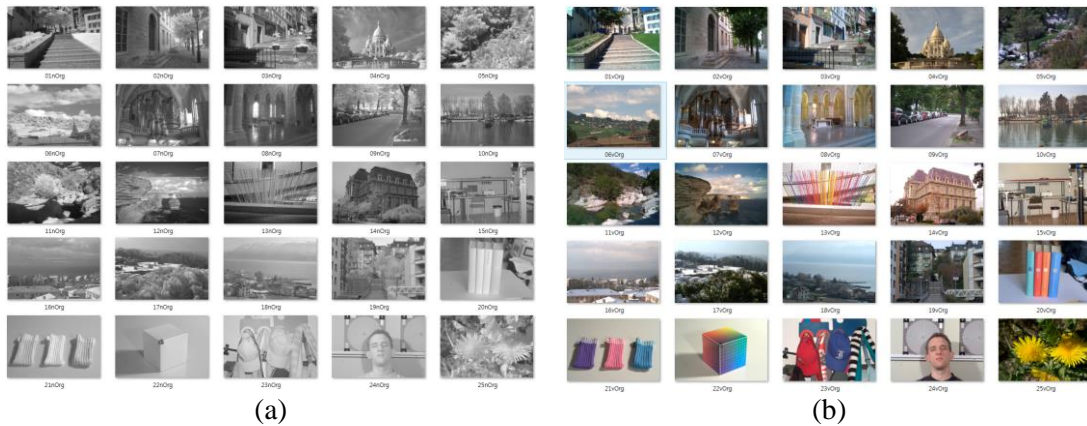 01nOrg 02nOrg 03nOrg 04nOrg 05nOrg
06nOrg 07nOrg 08nOrg 09nOrg 10nOrg
11nOrg 12nOrg 13nOrg 14nOrg 15nOrg
16nOrg 17nOrg 18nOrg 19nOrg 20nOrg
21nOrg 22nOrg 23nOrg 24nOrg 25nOrg
(a)
01vOrg 02vOrg 03vOrg 04vOrg 05vOrg
06vOrg 07vOrg 08vOrg 09vOrg 10vOrg
11vOrg 12vOrg 13vOrg 14vOrg 15vOrg
16vOrg 17vOrg 18vOrg 19vOrg 20vOrg
21vOrg 22vOrg 23vOrg 24vOrg 25vOrg
(b)